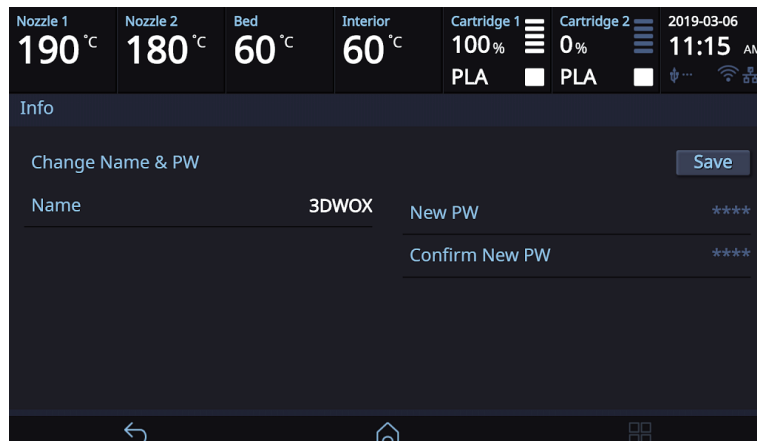 Nozzle 1 Nozzle 2 Bed Interior Cartridge 1 Cartridge 2 2019-03-06
190 °C 180 °C 60 °C 60 °C 100 % 0 % 11:15 AM
PLA PLA
Info
Change Name & PW Save
Name 3DWOX New PW ****
Confirm New PW ****